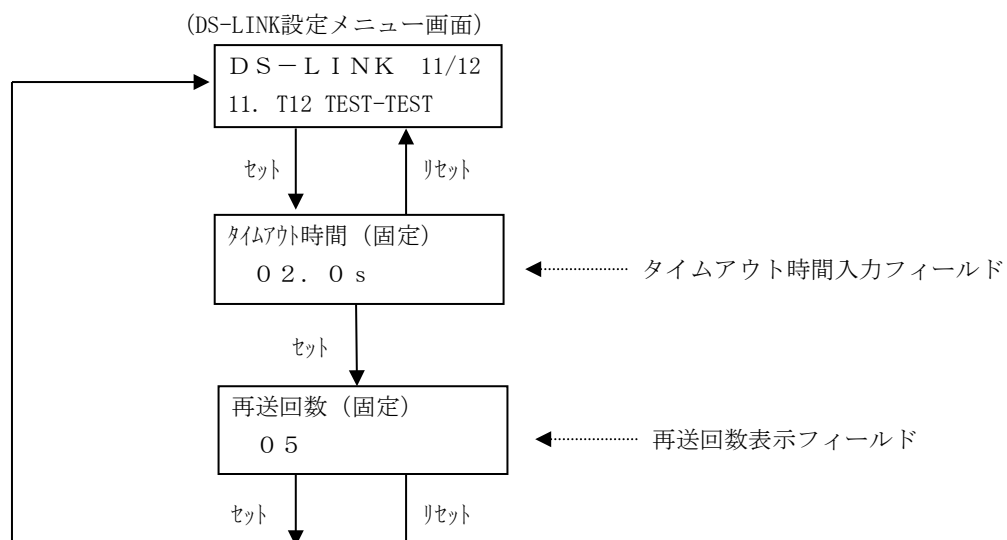 (DS-LINK設定メニュー画面)
ＤＳ－ＬＩＮＫ 11/12
11. T12 TEST-TEST
ｾｯﾄ ﾘｾｯﾄ
ﾀｲﾑｱｳﾄ時間 (固定)
０２．０ｓ
タイムアウト時間入力フィールド
ｾｯﾄ
再送回数 (固定)
０５
再送回数表示フィールド
ｾｯﾄ ﾘｾｯﾄ